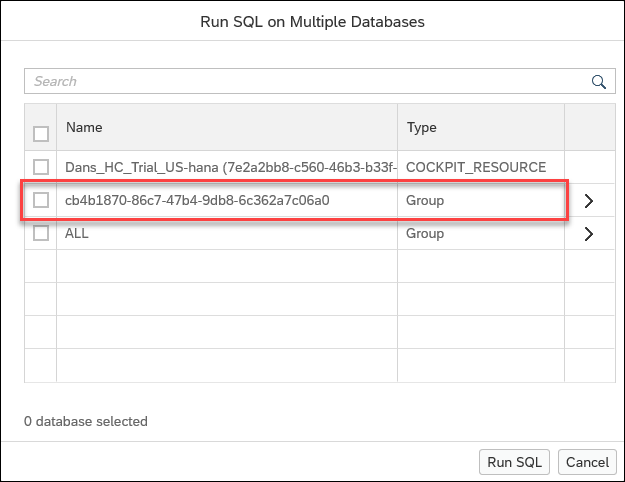 Run SQL on Multiple Databases
Search
Name Type
Dans_HC_Trial_US-hana (7e2a2bb8-c560-46b3-b33f- COCKPIT_RESOURCE
cb4b1870-86c7-47b4-9db8-6c362a7c06a0 Group
ALL Group
0 database selected
Run SQL Cancel